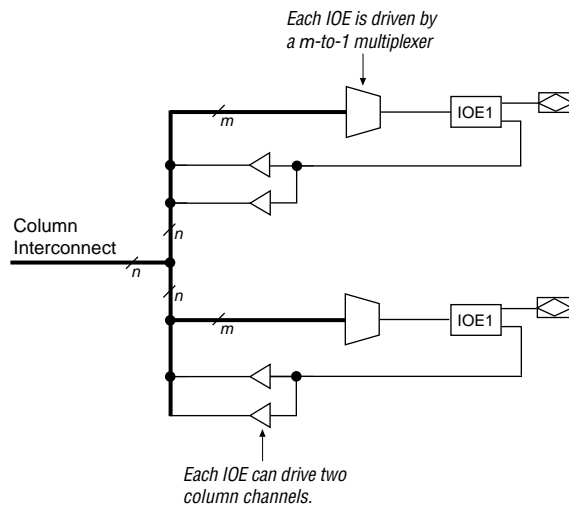 Each IOE is driven by
a m-to-1 multiplexer
m
IOE1
Column
Interconnect
n
n
n
m
IOE1
Each IOE can drive two
column channels.